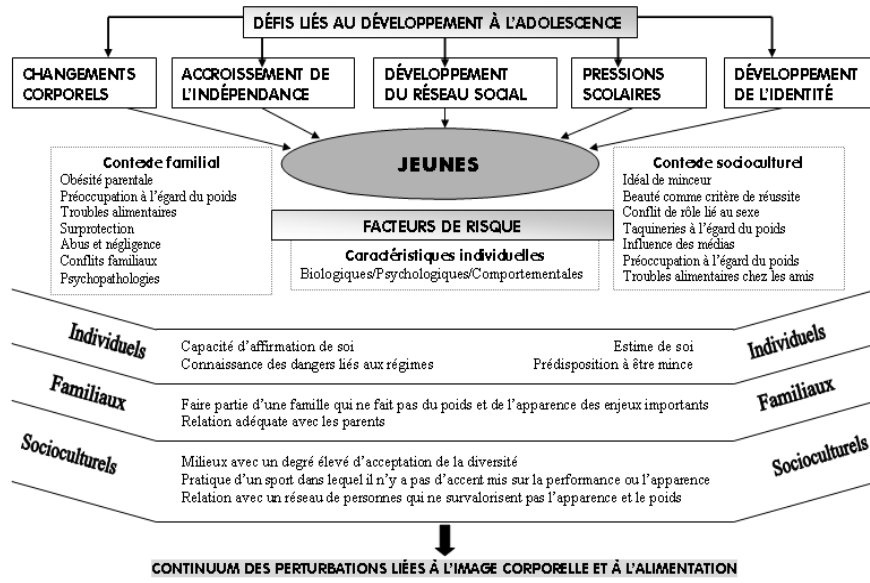 DÉFIS LIÉS AU DÉVELOPPEMENT À L'ADOLESCENCE
CHANGEMENTS
CORPORELS
ACCROISSEMENT DE
L'INDÉPENDANCE
DÉVELOPPEMENT
DU RÉSEAU SOCIAL
PRESSIONS
SCOLAIRES
DÉVELOPPEMENT
DE L'IDENTITÉ
JEUNES
Contexte familial
Obésité parentale
Préoccupation à l'égard du poids
Troubles alimentaires
Surprotection
Abus et négligence
Conflits familiaux
Psychopathologies
FACTEURS DE RISQUE
Caractéristiques individuelles
Biologiques/Psychologiques/Comportementales
Contexte socioculturel
Idéal de minceur
Beauté comme critère de réussite
Conflit de rôle lié au sexe
Taquineries à l'égard du poids
Influence des médias
Préoccupation à l'égard du poids
Troubles alimentaires chez les amis
Individuels
Capacité d'affirmation de soi
Connaissance des dangers liés aux régimes
Estime de soi
Prédisposition à être mince
Individuels
Familiaux
Faire partie d'une famille qui ne fait pas du poids et de l'apparence des enjeux importants
Relation adéquate avec les parents
Familiaux
Socioculturels
Milieux avec un degré élevé d'acceptation de la diversité
Pratique d'un sport dans lequel il n'y a pas d'accent mis sur la performance ou l'apparence
Relation avec un réseau de personnes qui ne survalorisent pas l'apparence et le poids
Socioculturels
CONTINUUM DES PERTURBATIONS LIÉES À L'IMAGE CORPORELLE ET À L'ALIMENTATION